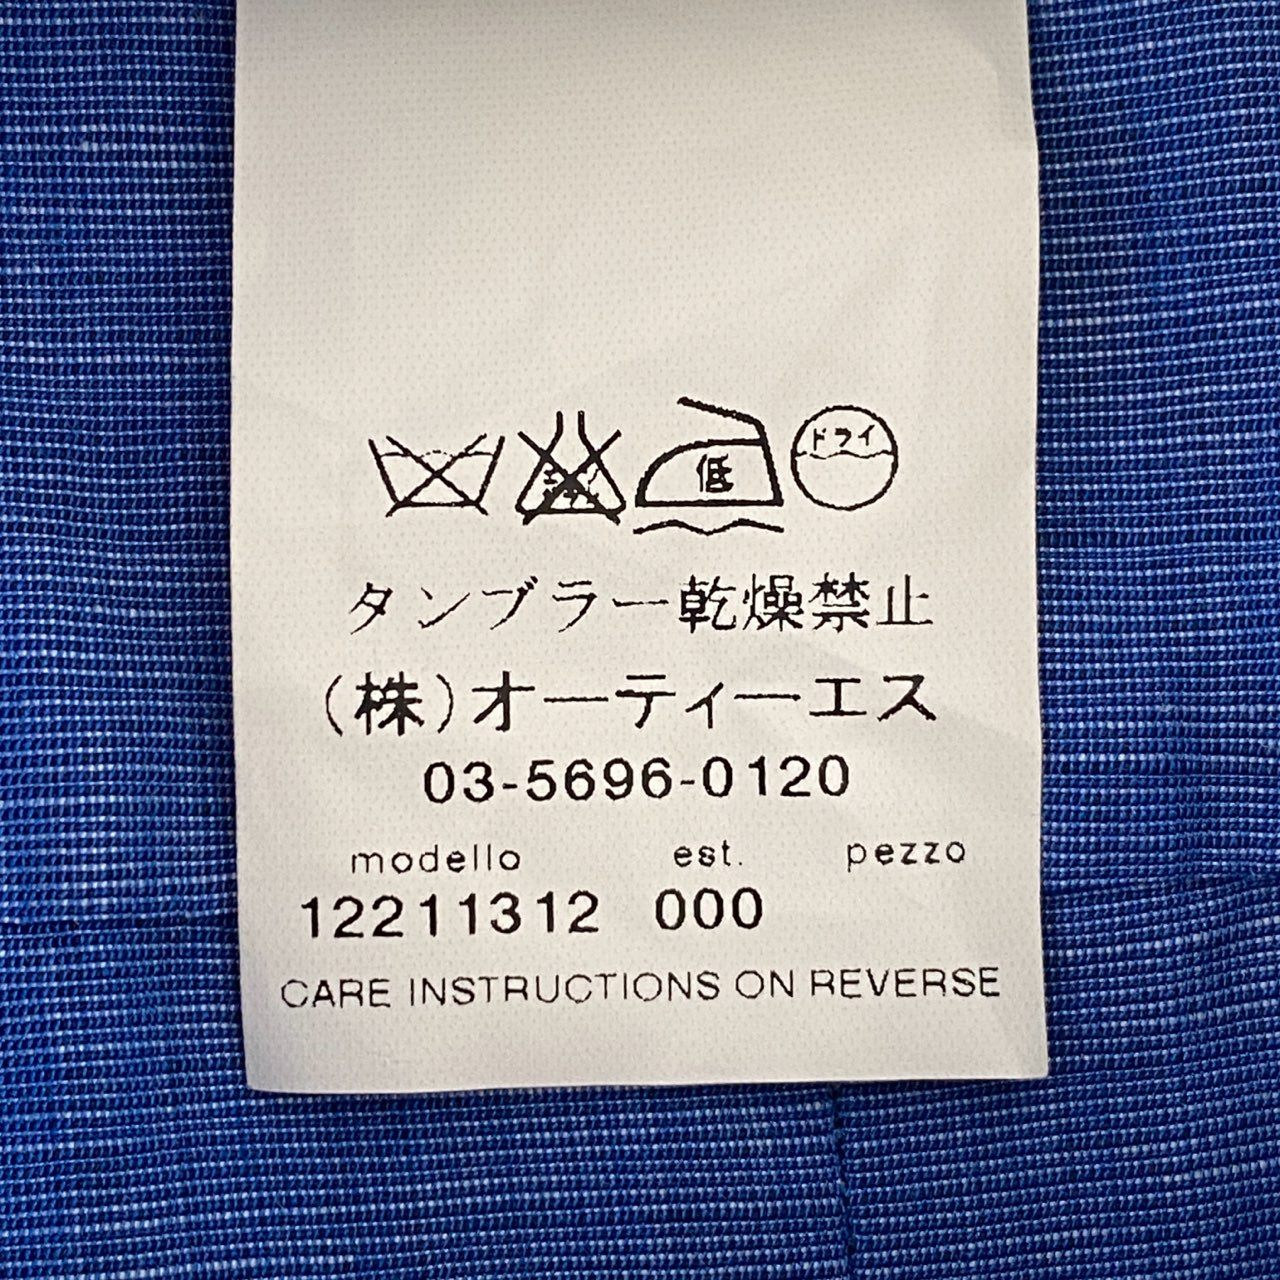 低 ドライ
タンブラー乾燥禁止
(株)オーティーエス
03-5696-0120
modello est. pezzo
12211312 000
CARE INSTRUCTIONS ON REVERSE